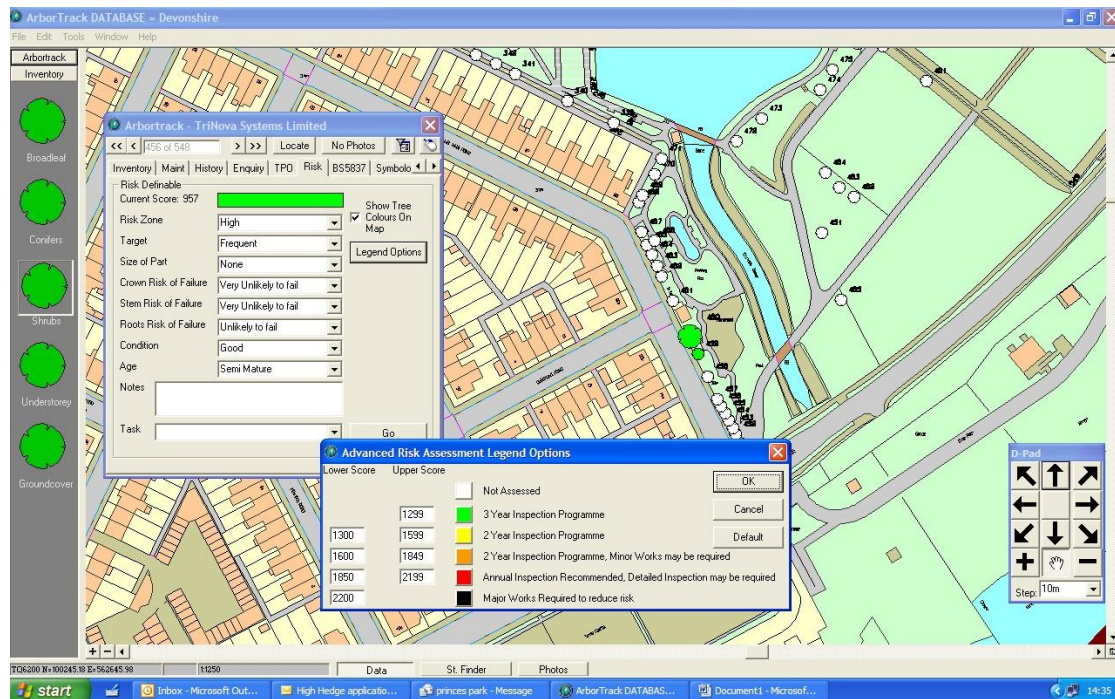 ArborTrack DATABASE = Devonshire
File Edit Tools Window Help
Arbortrack
Inventory
Broadleaf
Conifers
Shrubs
Understorey
Groundcover
Arbortrack - TriNova Systems Limited
<< < 456 of 548 > >> Locate No Photos
Inventory Maint History Enquiry TPO Risk BS5837 Symbolo
Risk Definable
Current Score: 957
Show Tree Colours On Map
Risk Zone High
Target Frequent
Legend Options
Size of Part None
Crown Risk of Failure Very Unlikely to fail
Stem Risk of Failure Very Unlikely to fail
Roots Risk of Failure Unlikely to fail
Condition Good
Age Semi Mature
Notes
Task Go
Advanced Risk Assessment Legend Options
Lower Score Upper Score
Not Assessed
1299 3 Year Inspection Programme
1300 1599 2 Year Inspection Programme
1600 1849 2 Year Inspection Programme, Minor Works may be required
1850 2199 Annual Inspection Recommended, Detailed Inspection may be required
2200 Major Works Required to reduce risk
OK
Cancel
Default
D-Pad
Step: 10m
341
475
474
473
481
451
TQ6200 N=100245.18 E=562645.98 1:1250 Data St. Finder Photos
start Inbox - Microsoft Out... High Hedge applicatio... princes park - Message ArborTrack DATABAS... Document1 - Microsof... 14:35